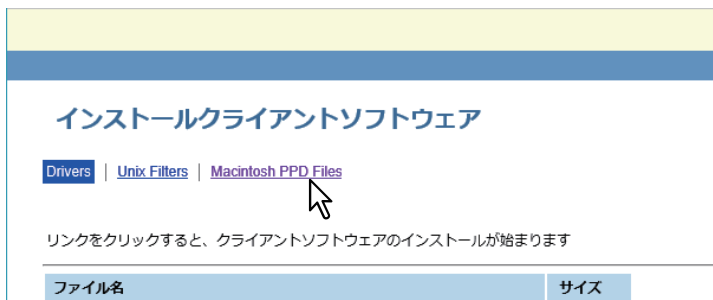 インストールクライアントソフトウェア
Drivers | Unix Filters | Macintosh PPD Files
リンクをクリックすると、クライアントソフトウェアのインストールが始まります
ファイル名 サイズ